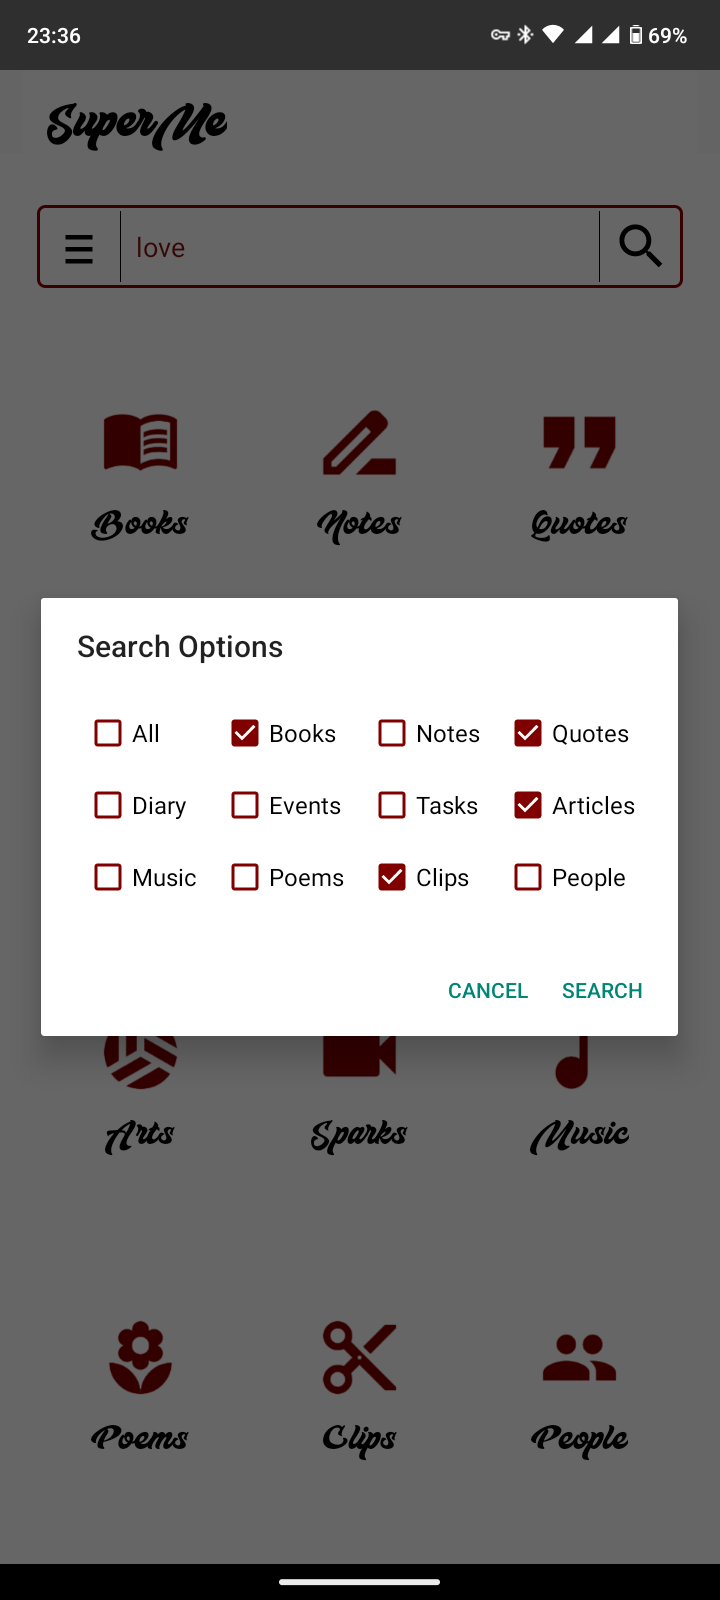 23:36 69%
SuperMe
love
Books Notes Quotes
Search Options
All Books Notes Quotes
Diary Events Tasks Articles
Music Poems Clips People
CANCEL SEARCH
Arts Sparks Music
Poems Clips People